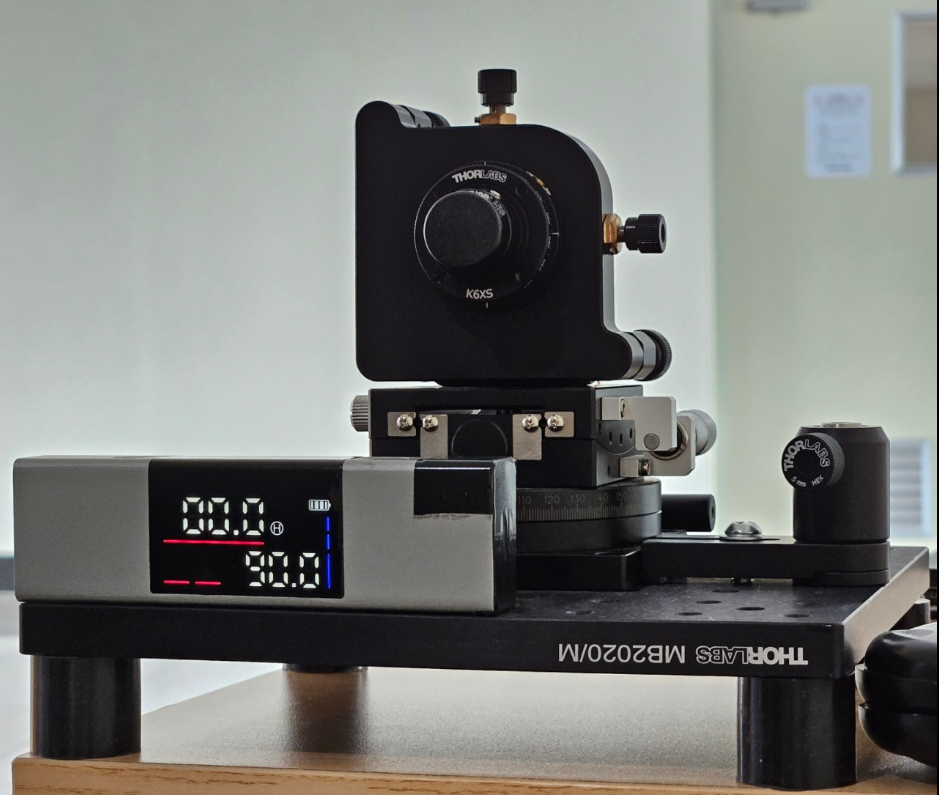 THORLABS
K6XS
THORLABS
5 mm HEX
110 120 130 140 150
00.0 H
90.0
THORLABS MB2020/M